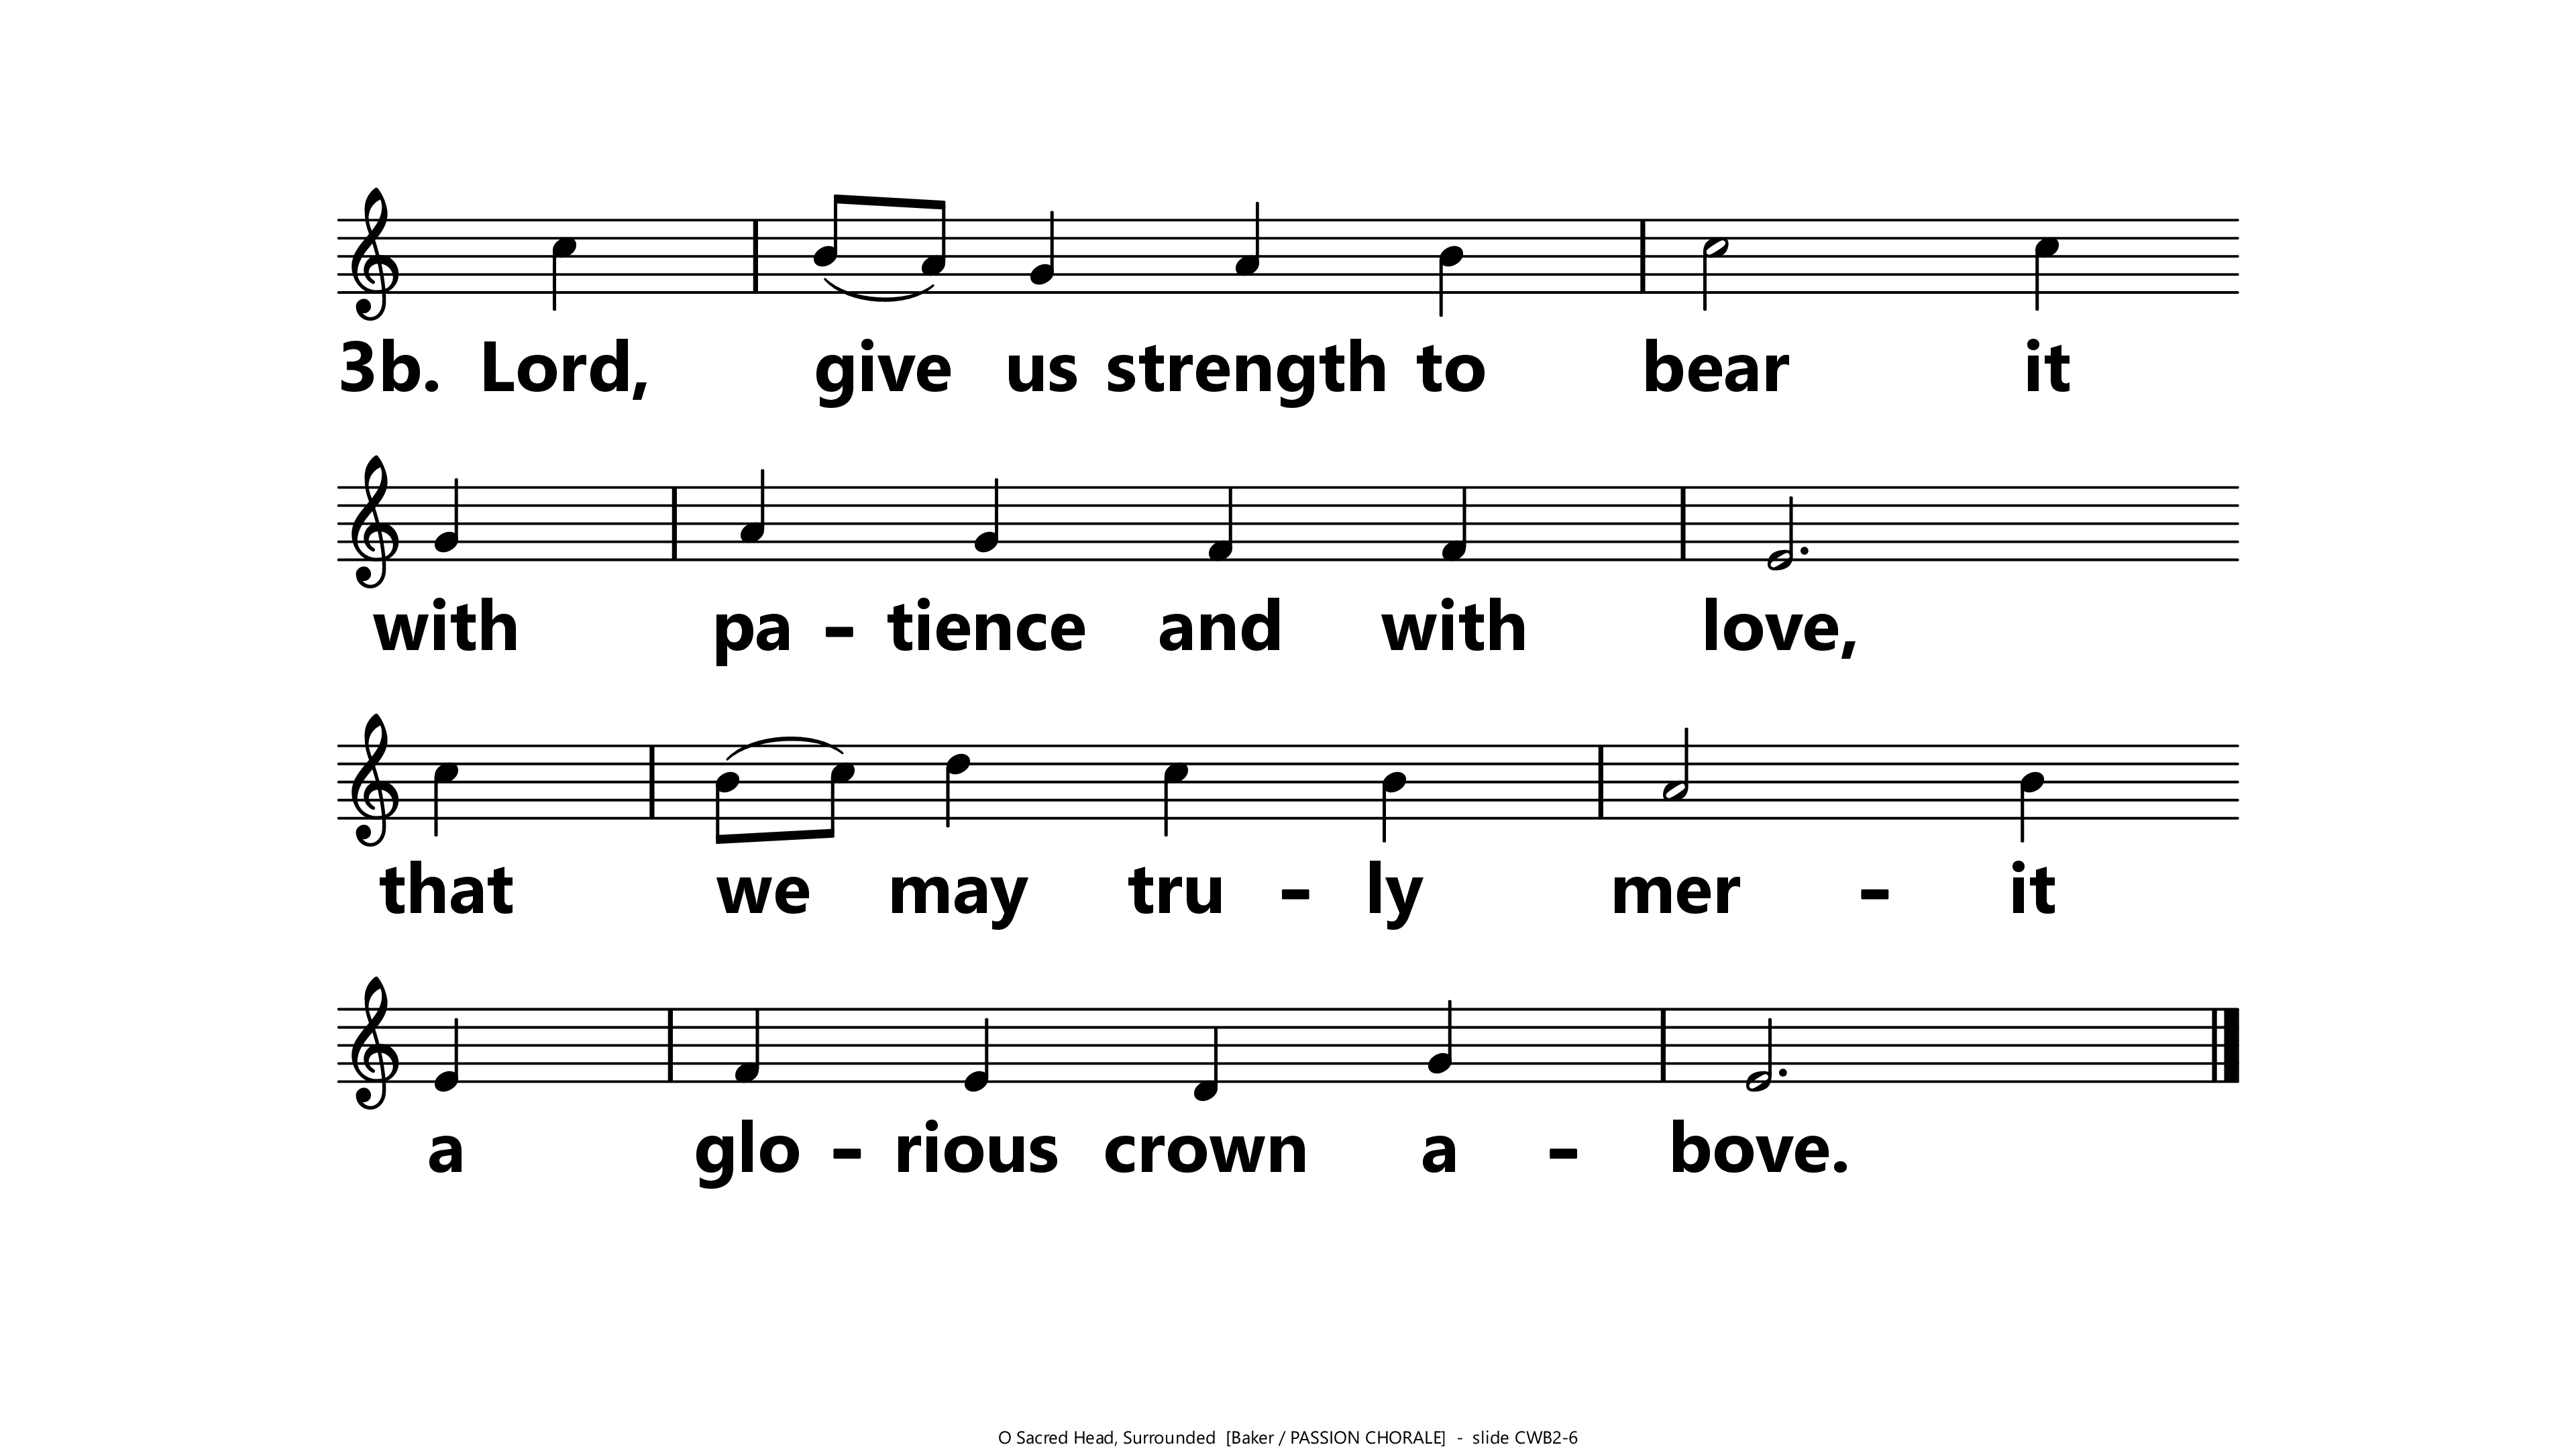 3b. Lord, give us strength to bear it
with pa - tience and with love,
that we may tru - ly mer - it
a glo - rious crown a - bove.
O Sacred Head, Surrounded [Baker / PASSION CHORALE] - slide CWB2-6